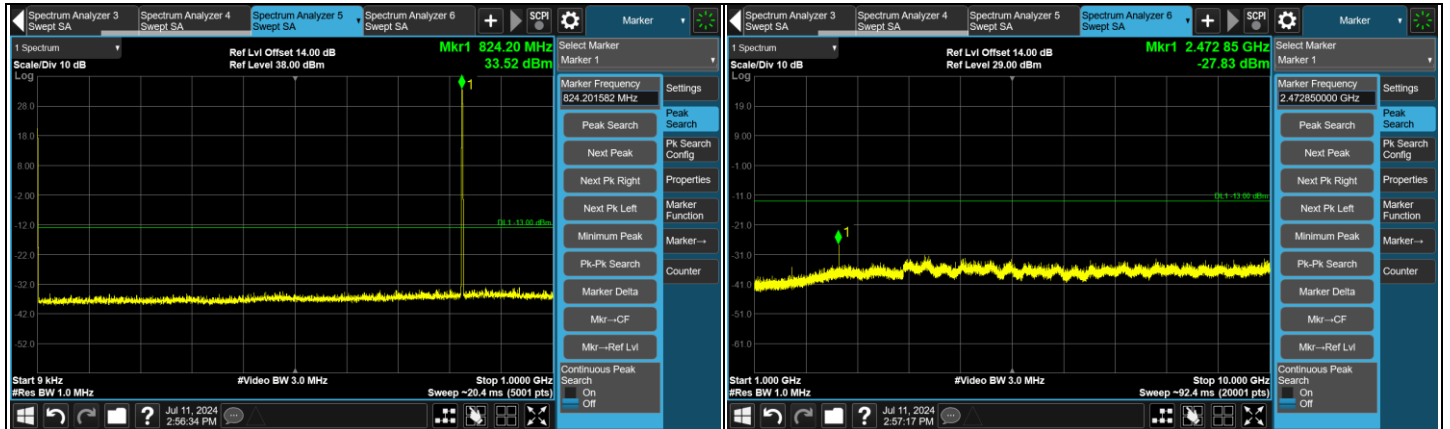 Spectrum Analyzer 3
Swept SA
Spectrum Analyzer 4
Swept SA
Spectrum Analyzer 5
Swept SA
Spectrum Analyzer 6
Swept SA
SCPI
Marker
1 Spectrum
Scale/Div 10 dB
Log
Ref Lvl Offset 14.00 dB
Ref Level 38.00 dBm
Mkr1 824.20 MHz
33.52 dBm
1
28.0
18.0
8.00
-2.00
-12.0
-22.0
-32.0
-42.0
-52.0
DL1 -13.00 dBm
Start 9 kHz
#Res BW 1.0 MHz
#Video BW 3.0 MHz
Stop 1.0000 GHz
Sweep ~20.4 ms (5001 pts)
Select Marker
Marker 1
Marker Frequency
824.201582 MHz
Peak Search
Next Peak
Next Pk Right
Next Pk Left
Minimum Peak
Pk-Pk Search
Marker Delta
Mkr→CF
Mkr→Ref Lvl
Continuous Peak
Search
On
Off
Settings
Peak
Search
Pk Search
Config
Properties
Marker
Function
Marker→
Counter
?
Jul 11, 2024
2:56:34 PM
Spectrum Analyzer 3
Swept SA
Spectrum Analyzer 4
Swept SA
Spectrum Analyzer 5
Swept SA
Spectrum Analyzer 6
Swept SA
SCPI
Marker
1 Spectrum
Scale/Div 10 dB
Log
Ref Lvl Offset 14.00 dB
Ref Level 29.00 dBm
Mkr1 2.472 85 GHz
-27.83 dBm
1
19.0
9.00
-1.00
-11.0
-21.0
-31.0
-41.0
-51.0
-61.0
DL1 -13.00 dBm
Start 1.000 GHz
#Res BW 1.0 MHz
#Video BW 3.0 MHz
Stop 10.000 GHz
Sweep ~92.4 ms (20001 pts)
Select Marker
Marker 1
Marker Frequency
2.472850000 GHz
Peak Search
Next Peak
Next Pk Right
Next Pk Left
Minimum Peak
Pk-Pk Search
Marker Delta
Mkr→CF
Mkr→Ref Lvl
Continuous Peak
Search
On
Off
Settings
Peak
Search
Pk Search
Config
Properties
Marker
Function
Marker→
Counter
?
Jul 11, 2024
2:57:17 PM